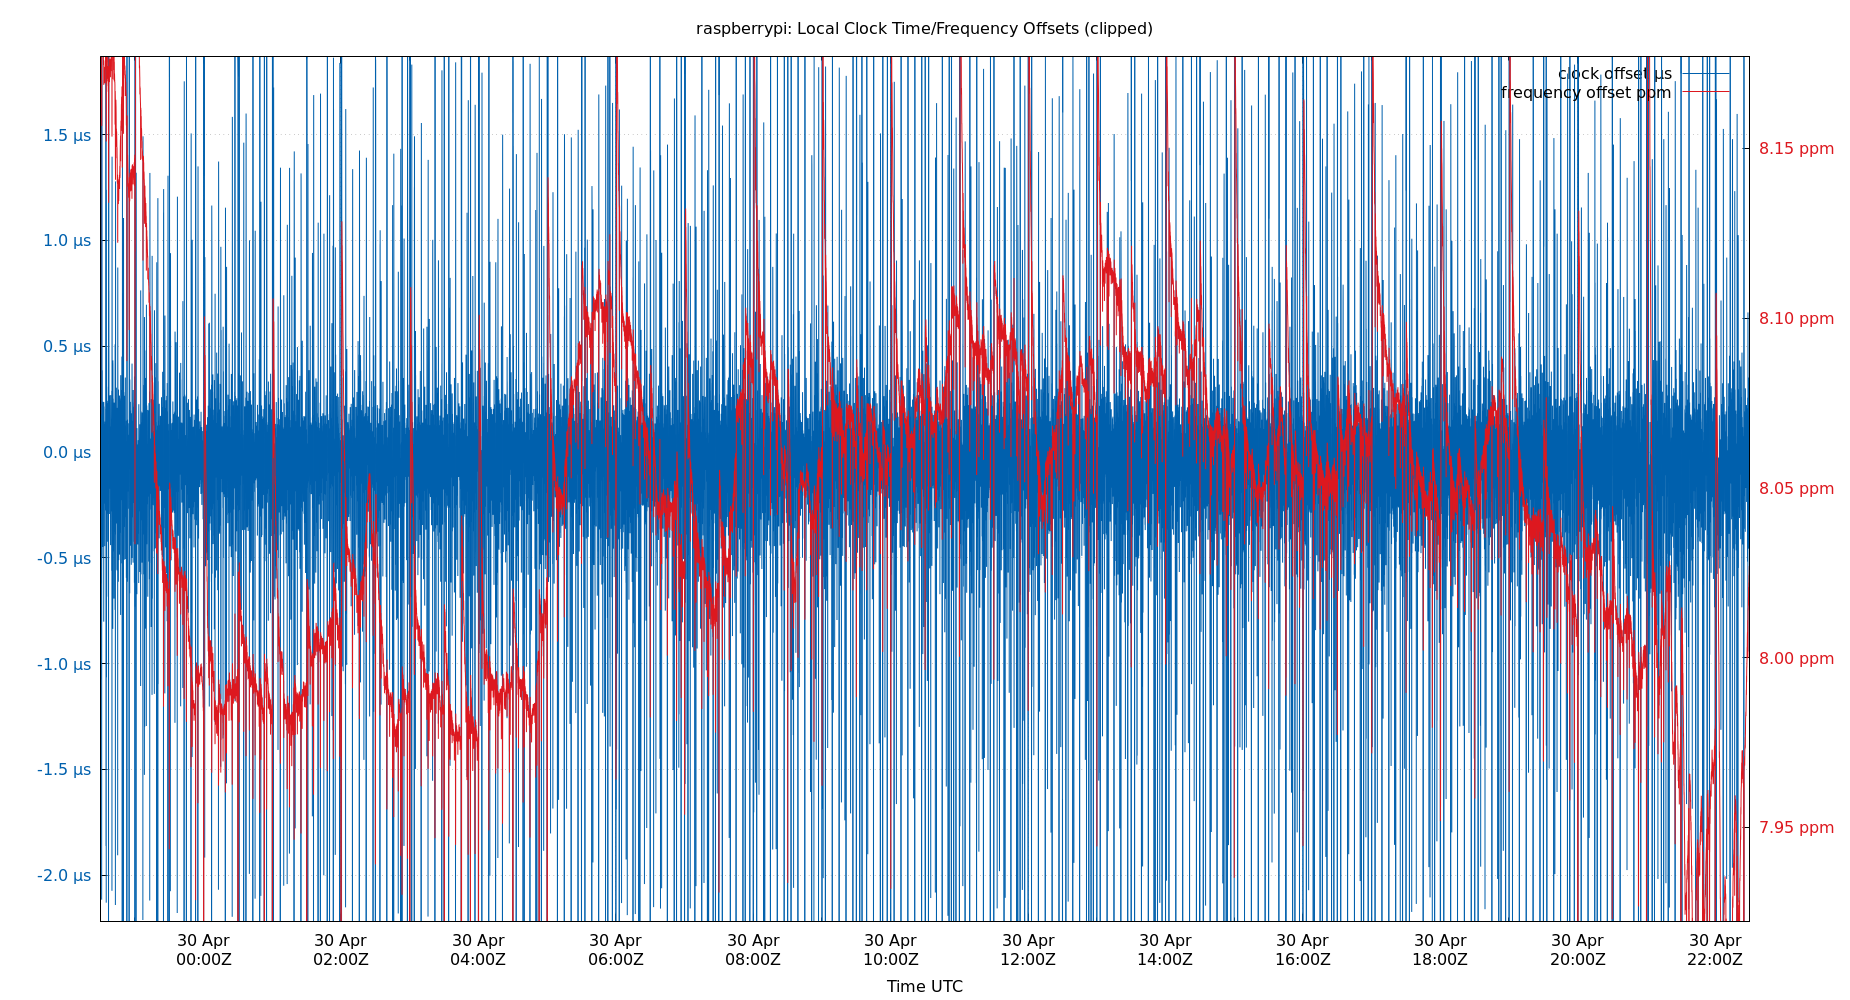 raspberrypi: Local Clock Time/Frequency Offsets (clipped)
clock offset µs
frequency offset ppm
1.5 µs
1.0 µs
0.5 µs
0.0 µs
-0.5 µs
-1.0 µs
-1.5 µs
-2.0 µs
8.15 ppm
8.10 ppm
8.05 ppm
8.00 ppm
7.95 ppm
30 Apr 30 Apr 30 Apr 30 Apr 30 Apr 30 Apr 30 Apr 30 Apr 30 Apr 30 Apr 30 Apr 30 Apr
00:00Z 02:00Z 04:00Z 06:00Z 08:00Z 10:00Z 12:00Z 14:00Z 16:00Z 18:00Z 20:00Z 22:00Z
Time UTC